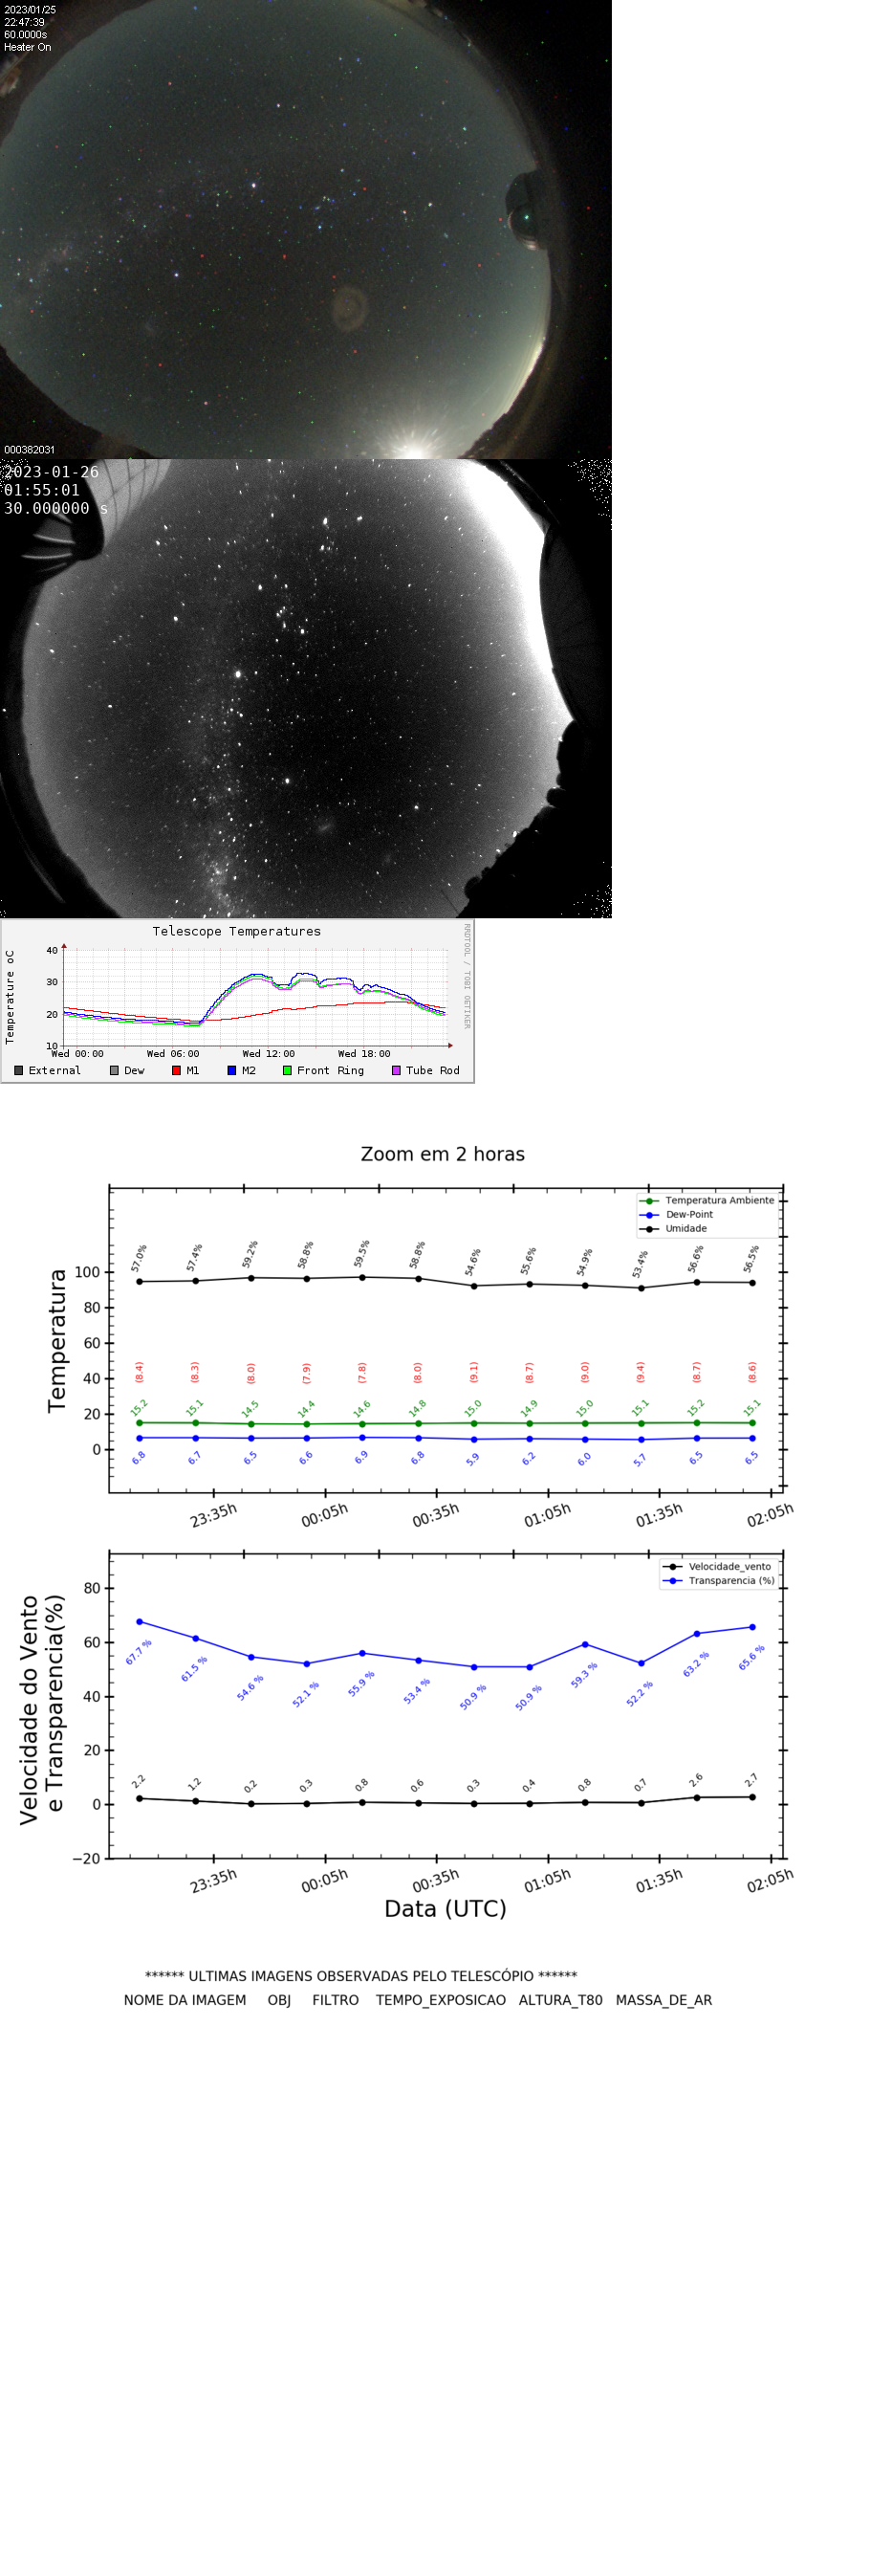 2023/01/25
22:47:39
60.0000s
Heater On
000382031
2023-01-26
01:55:01
30.000000 s
Telescope Temperatures
RRDTOOL / TOBI OETIKER
Temperature oC
40
30
20
10
Wed 00:00 Wed 06:00 Wed 12:00 Wed 18:00
External Dew M1 M2 Front Ring Tube Rod
Zoom em 2 horas
Temperatura Ambiente
Dew-Point
Umidade
57.0% 57.4% 59.2% 58.8% 59.5% 58.8% 54.6% 55.6% 54.9% 53.4% 56.6% 56.5%
Temperatura
100
80
60
40
20
0
(8.4) (8.3) (8.0) (7.9) (7.8) (8.0) (9.1) (8.7) (9.0) (9.4) (8.7) (8.6)
15.2 15.1 14.5 14.4 14.6 14.8 15.0 14.9 15.0 15.1 15.2 15.1
6.8 6.7 6.5 6.6 6.9 6.8 5.9 6.2 6.0 5.7 6.5 6.5
23:35h 00:05h 00:35h 01:05h 01:35h 02:05h
Velocidade_vento
Transparencia (%)
Velocidade do Vento
e Transparencia(%)
80
60
40
20
0
−20
67.7 % 61.5 % 54.6 % 52.1 % 55.9 % 53.4 % 50.9 % 50.9 % 59.3 % 52.2 % 63.2 % 65.6 %
2.2 1.2 0.2 0.3 0.8 0.6 0.3 0.4 0.8 0.7 2.6 2.7
23:35h 00:05h 00:35h 01:05h 01:35h 02:05h
Data (UTC)
****** ULTIMAS IMAGENS OBSERVADAS PELO TELESCÓPIO ******
NOME DA IMAGEM OBJ FILTRO TEMPO_EXPOSICAO ALTURA_T80 MASSA_DE_AR